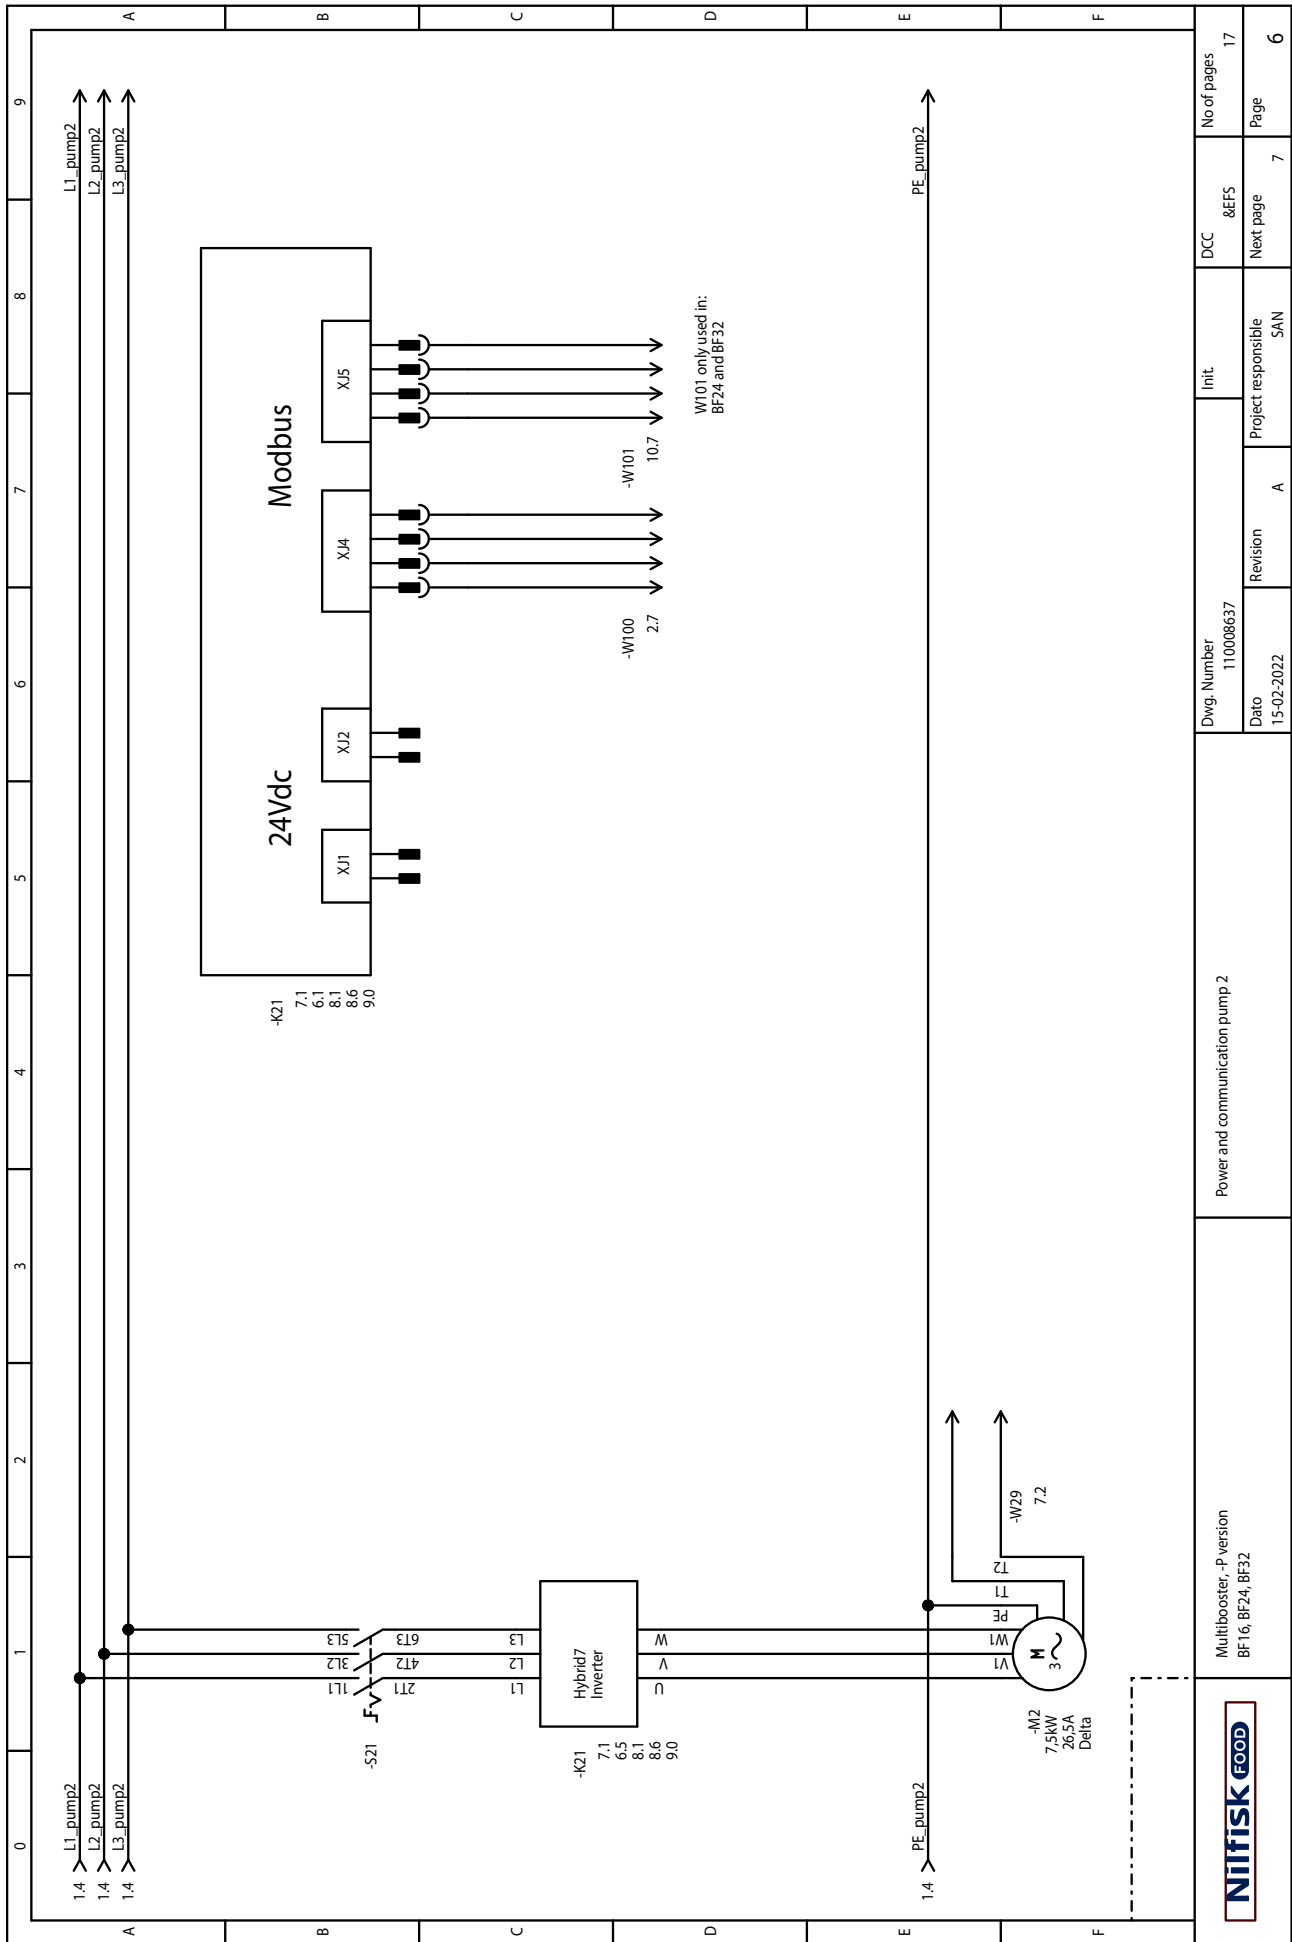 0 1 2 3 4 5 6 7 8 9
A
B
C
D
E
F
A
B
C
D
E
F
1.4 L1_pump2
1.4 L2_pump2
1.4 L3_pump2
L1_pump2
L2_pump2
L3_pump2
-K21
7.1
6.1
8.1
8.6
9.0
24Vdc
Modbus
XJ1
XJ2
XJ4
XJ5
-S21
1L1 3L2 5L3
2T1 4T2 6T3
L1 L2 L3
-K21
7.1
6.5
8.1
8.6
9.0
Hybrid7
Inverter
U V W
-W100
2.7
-W101
10.7
W101 only used in:
BF24 and BF32
1.4 PE_pump2
PE_pump2
V1 W1 PE T1 T2
-M2
7,5kW
26,5A
Delta
M
3
-W29
7.2
Nilfisk FOOD
Multibooster, -P version
BF16, BF24, BF32
Power and communication pump 2
Dwg. Number
110008637
Init.
DCC
&EFS
No of pages
17
Dato
15-02-2022
Revision
A
Project responsible
SAN
Next page
7
Page
6